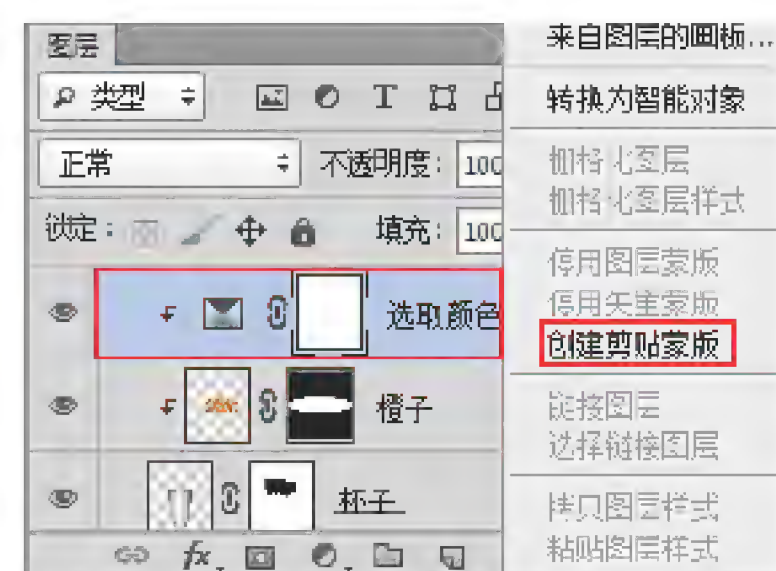 图层
类型
正常 不透明度: 100
锁定: 填充: 100
选取颜色
橙子
杯子
fx
来自图层的画板...
转换为智能对象
栅格化图层
栅格化图层样式
停用图层蒙版
停用矢量蒙版
创建剪贴蒙版
链接图层
选择链接图层
拷贝图层样式
粘贴图层样式